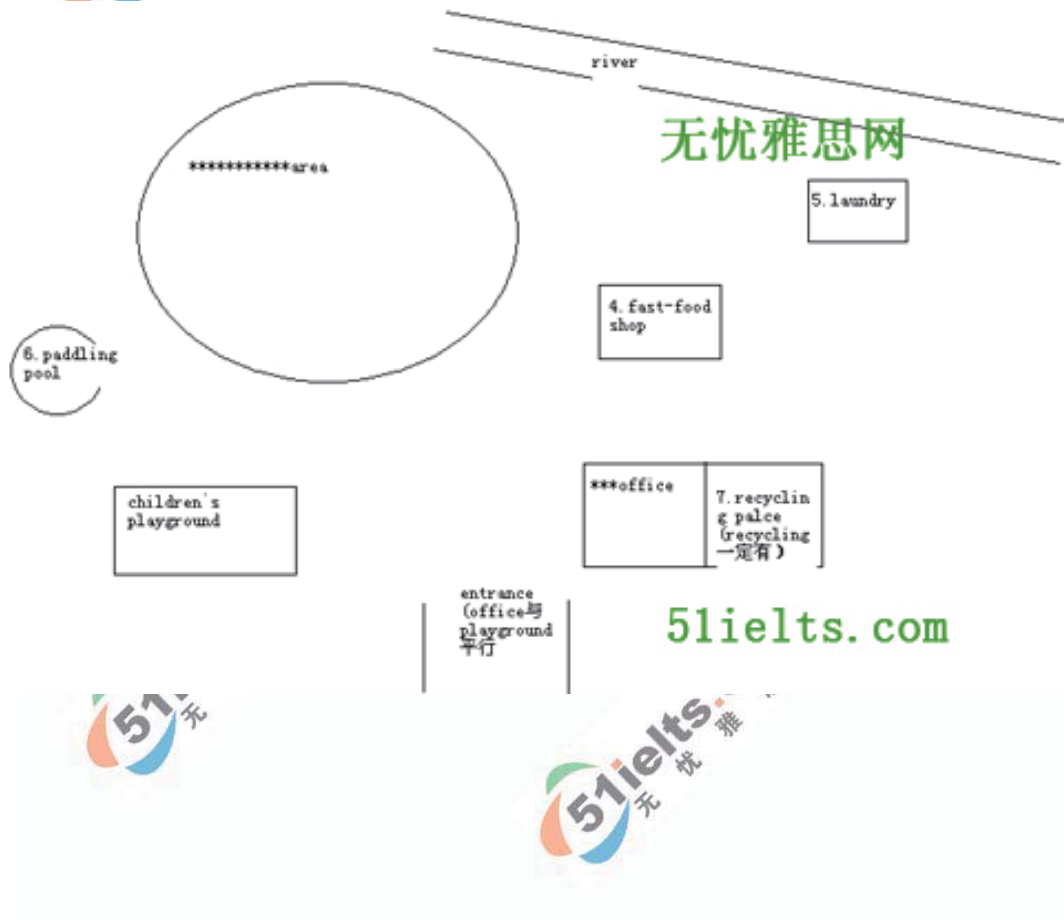 river
无忧雅思网
***********area
5.laundry
4.fast-food
shop
6.paddling
pool
children's
playground
***office
7.recyclin
g palce
(recycling
一定有)
entrance
(office与
playground
平行
51ielts.com
51i
无
51ielts.
无 忧 雅